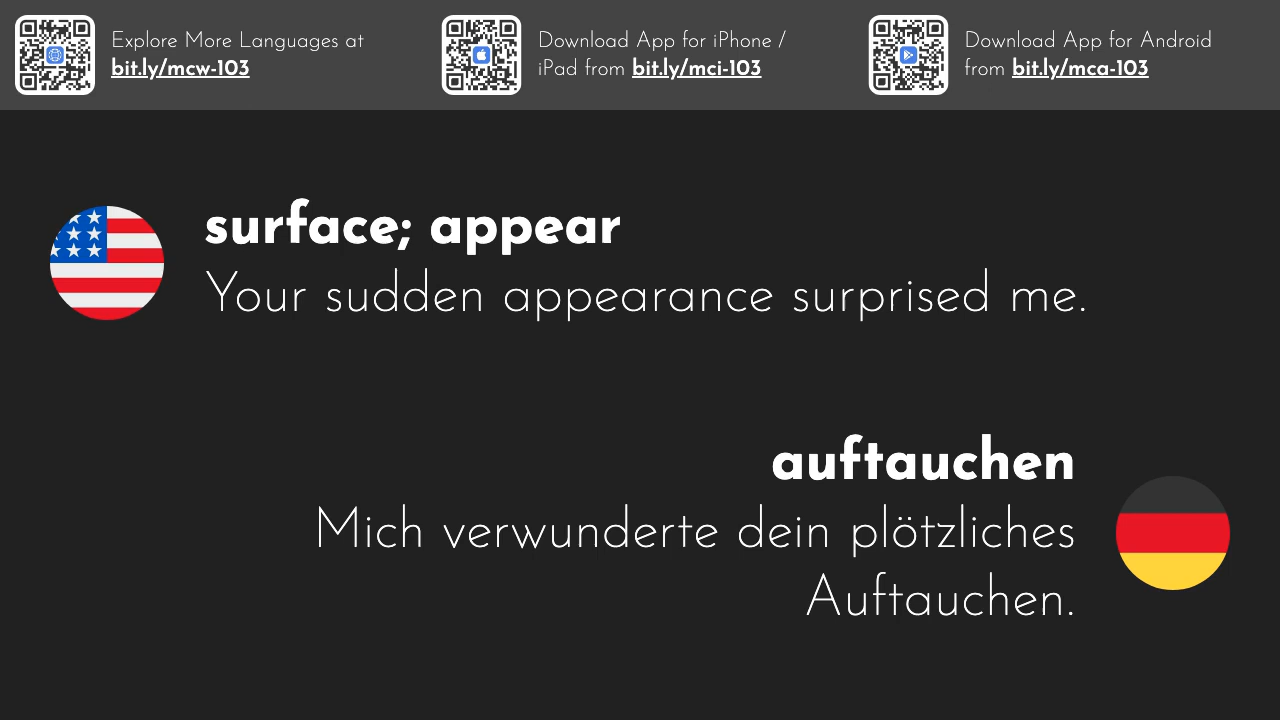 Explore More Languages at
bit.ly/mcw-103
Download App for iPhone /
iPad from bit.ly/mci-103
Download App for Android
from bit.ly/mca-103
surface; appear
Your sudden appearance surprised me.
auftauchen
Mich verwunderte dein plötzliches
Auftauchen.